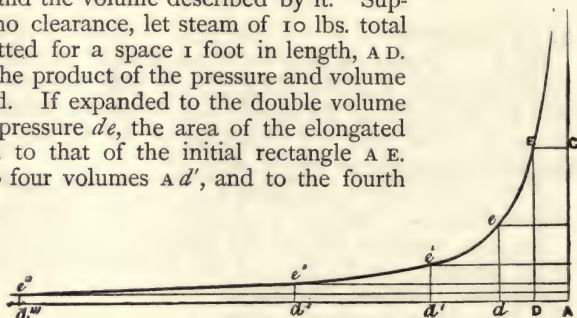 and the volume described by it. Sup-
no clearance, let steam of 10 lbs. total
tted for a space 1 foot in length, A D.
he product of the pressure and volume
d. If expanded to the double volume
pressure de, the area of the elongated
to that of the initial rectangle A E.
four volumes A d′, and to the fourth
E C
e
e′
e″
e‴
d‴ d″ d′ d D A